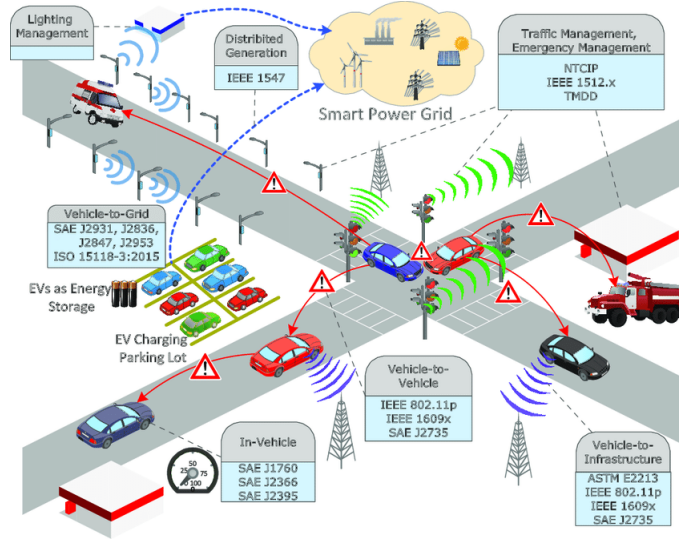 Lighting
Management
Distribited
Generation
IEEE 1547
Smart Power Grid
Traffic Management,
Emergency Management
NTCIP
IEEE 1512.x
TMDD
Vehicle-to-Grid
SAE J2931, J2836,
J2847, J2953
ISO 15118-3:2015
EVs as Energy
Storage
EV Charging
Parking Lot
Vehicle-to-
Vehicle
IEEE 802.11p
IEEE 1609x
SAE J2735
In-Vehicle
SAE J1760
SAE J2366
SAE J2395
0 25 50 75 100
Vehicle-to-
Infrastructure
ASTM E2213
IEEE 802.11p
IEEE 1609x
SAE J2735